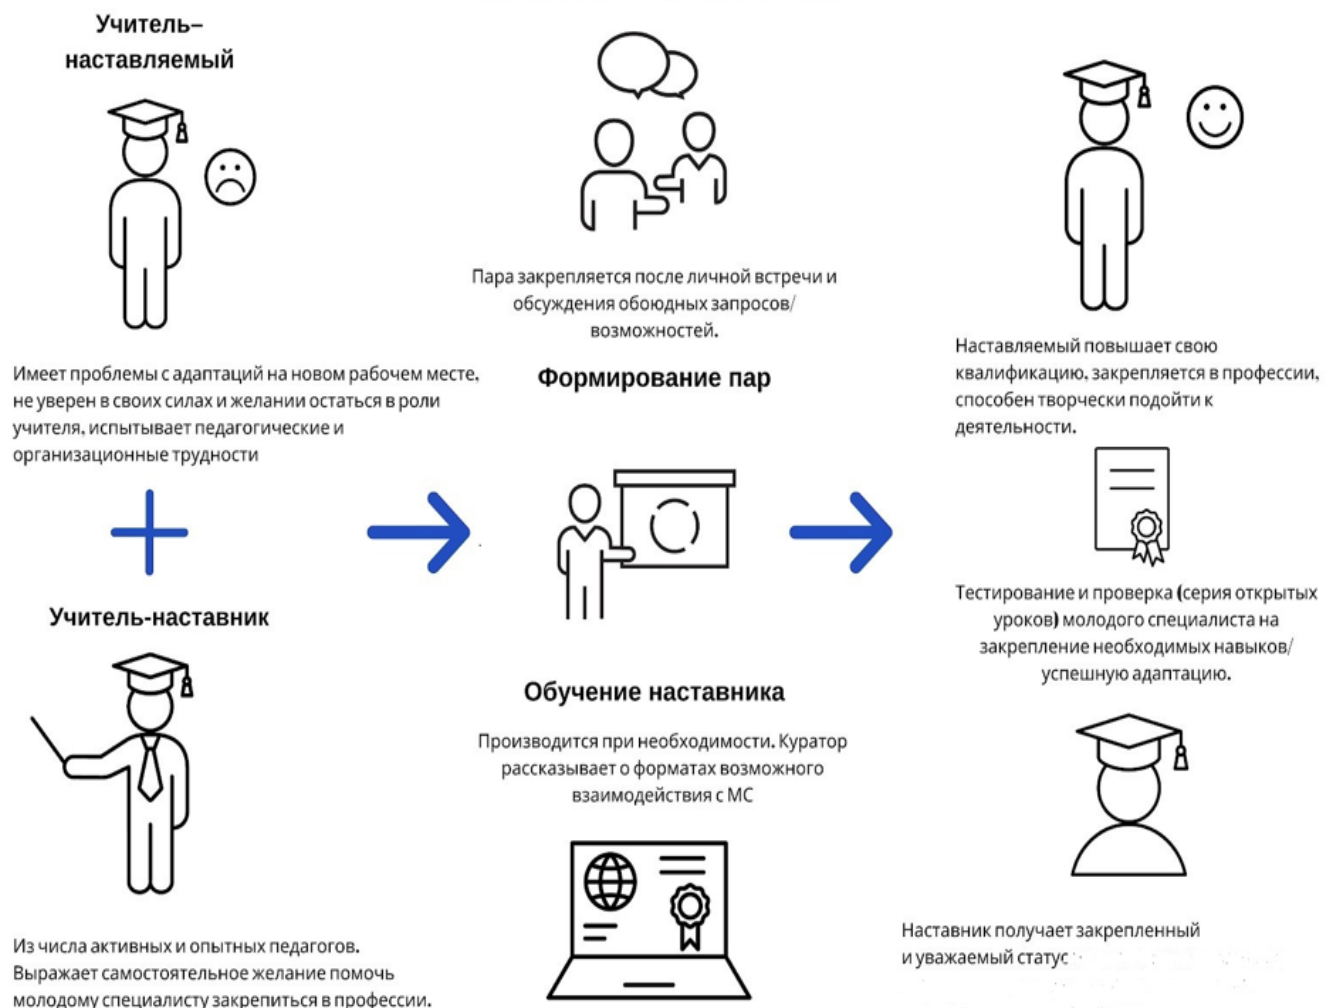 Учитель–
наставляемый
Имеет проблемы с адаптаций на новом рабочем месте,
не уверен в своих силах и желании остаться в роли
учителя, испытывает педагогические и
организационные трудности
Учитель-наставник
Из числа активных и опытных педагогов.
Выражает самостоятельное желание помочь
молодому специалисту закрепиться в профессии.
Пара закрепляется после личной встречи и
обсуждения обоюдных запросов/
возможностей.
Формирование пар
Обучение наставника
Производится при необходимости. Куратор
рассказывает о форматах возможного
взаимодействия с МС
Наставляемый повышает свою
квалификацию, закрепляется в профессии,
способен творчески подойти к
деятельности.
Тестирование и проверка (серия открытых
уроков) молодого специалиста на
закрепление необходимых навыков/
успешную адаптацию.
Наставник получает закрепленный
и уважаемый статус